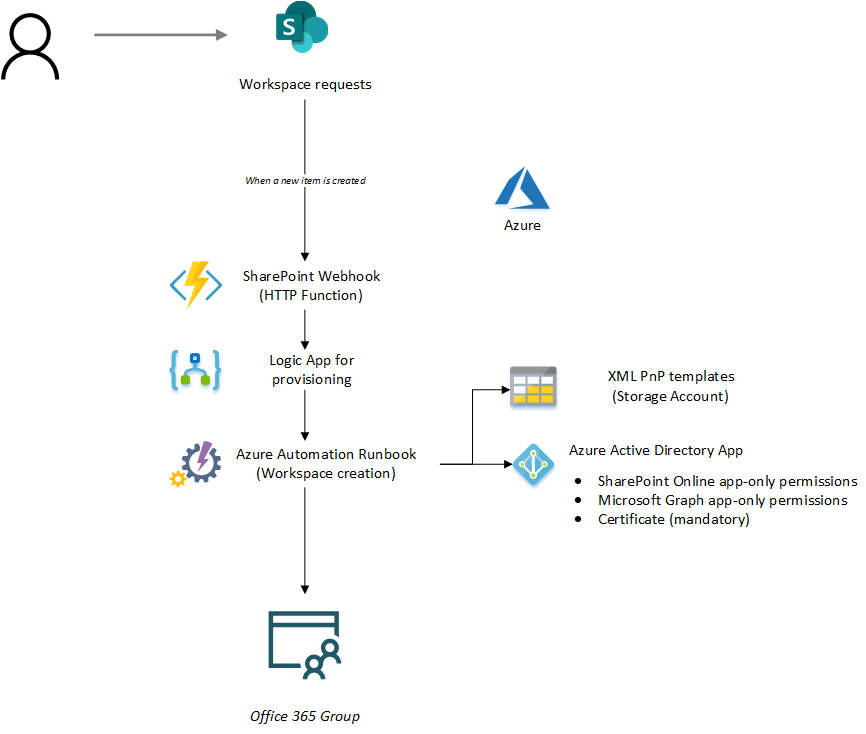 S
Workspace requests
When a new item is created
Azure
SharePoint Webhook
(HTTP Function)
Logic App for
provisioning
XML PnP templates
(Storage Account)
Azure Automation Runbook
(Workspace creation)
Azure Active Directory App
● SharePoint Online app-only permissions
● Microsoft Graph app-only permissions
● Certificate (mandatory)
Office 365 Group